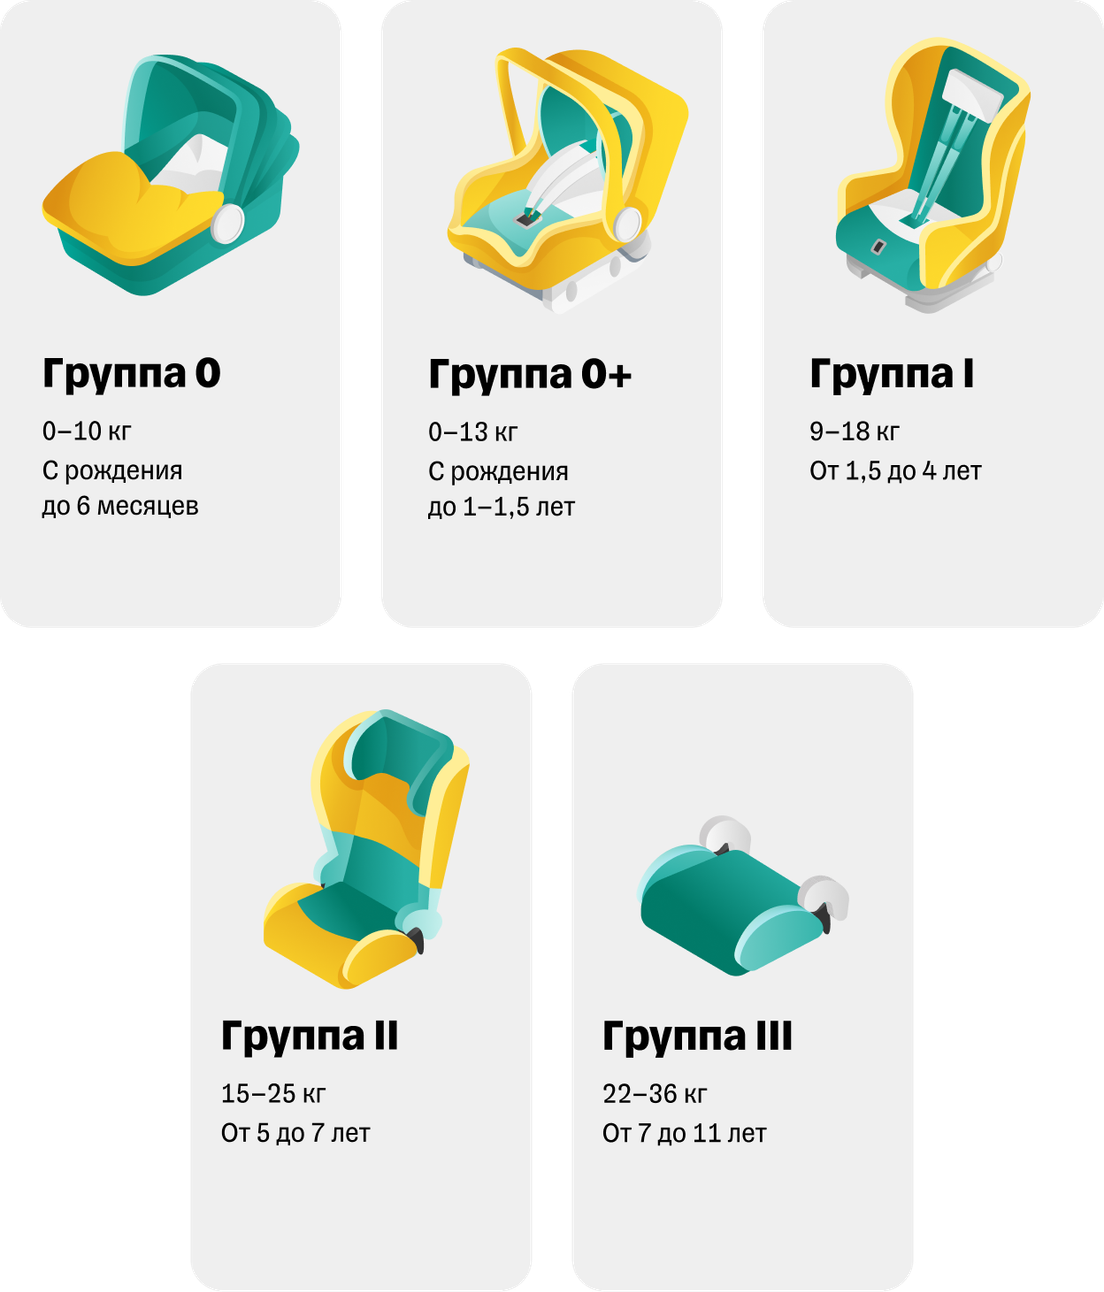 Группа 0
0–10 кг
С рождения
до 6 месяцев
Группа 0+
0–13 кг
С рождения
до 1–1,5 лет
Группа I
9–18 кг
От 1,5 до 4 лет
Группа II
15–25 кг
От 5 до 7 лет
Группа III
22–36 кг
От 7 до 11 лет